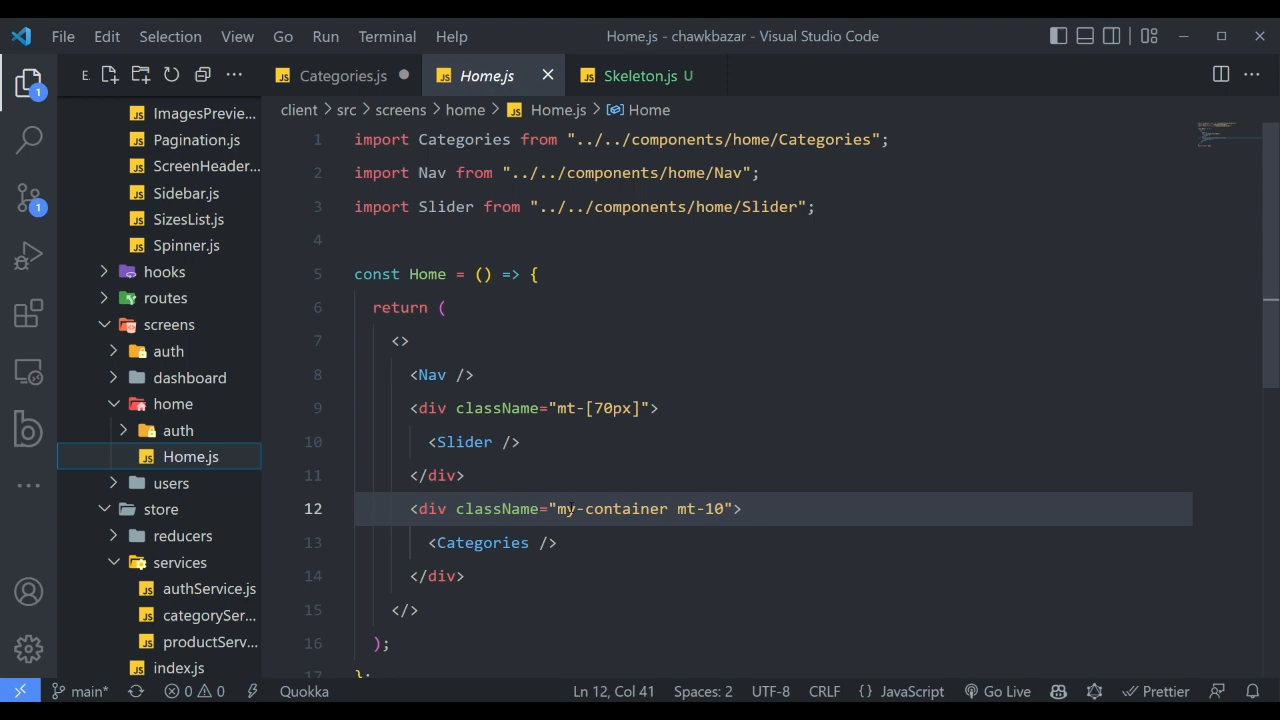 File Edit Selection View Go Run Terminal Help
Home.js - chawkbazar - Visual Studio Code
E.
Categories.js
Home.js
Skeleton.js U
client > src > screens > home > Home.js > Home
1
1
ImagesPrevie...
Pagination.js
ScreenHeader...
Sidebar.js
SizesList.js
Spinner.js
hooks
routes
screens
auth
dashboard
home
auth
Home.js
users
store
reducers
services
authService.js
categorySer...
productServ...
index.js
1 import Categories from "../../components/home/Categories";
2 import Nav from "../../components/home/Nav";
3 import Slider from "../../components/home/Slider";
4
5 const Home = () => {
6 return (
7 <>
8 <Nav />
9 <div className="mt-[70px]">
10 <Slider />
11 </div>
12 <div className="my-container mt-10">
13 <Categories />
14 </div>
15 </>
16 );
17 };
main* 0 0 Quokka
Ln 12, Col 41 Spaces: 2 UTF-8 CRLF {} JavaScript Go Live Prettier